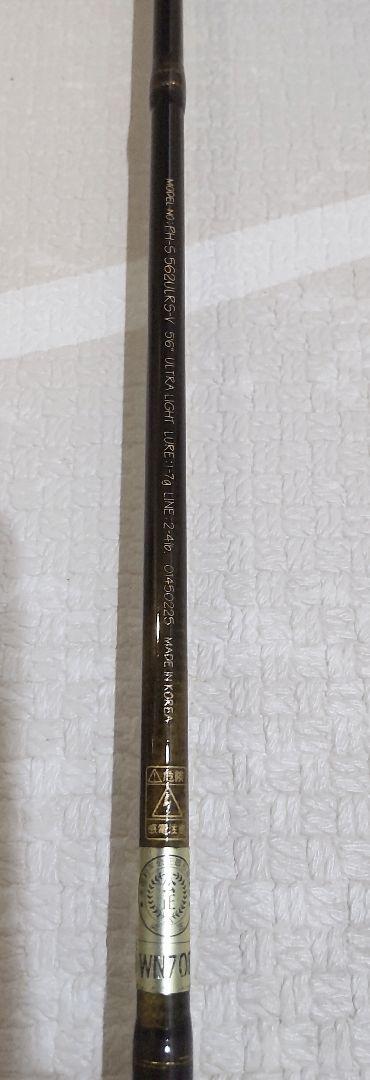 MODEL-NO:PH-S 562ULRS-V 5'6" ULTRA LIGHT LURE:1-7g LINE:2-4lb. 01450225 MADE IN KOREA
⚠危険
感電注意
WN70